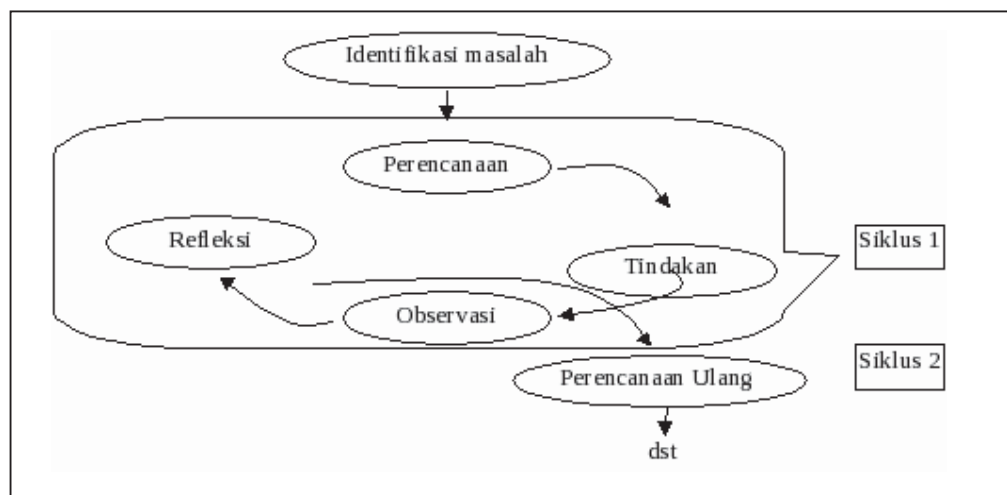 Identifikasi masalah
Perencanaan
Refleksi
Siklus 1
Tindakan
Observasi
Siklus 2
Perencanaan Ulang
dst